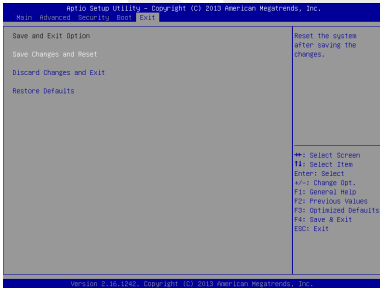 Aptio Setup Utility – Copyright (C) 2013 American Megatrends, Inc.
Main Advanced Security Boot Exit
Save and Exit Option
Save Changes and Reset
Discard Changes and Exit
Restore Defaults
Reset the system
after saving the
changes.
→←: Select Screen
↑↓: Select Item
Enter: Select
+/-: Change Opt.
F1: General Help
F2: Previous Values
F3: Optimized Defaults
F4: Save & Exit
ESC: Exit
Version 2.16.1242. Copyright (C) 2013 American Megatrends, Inc.